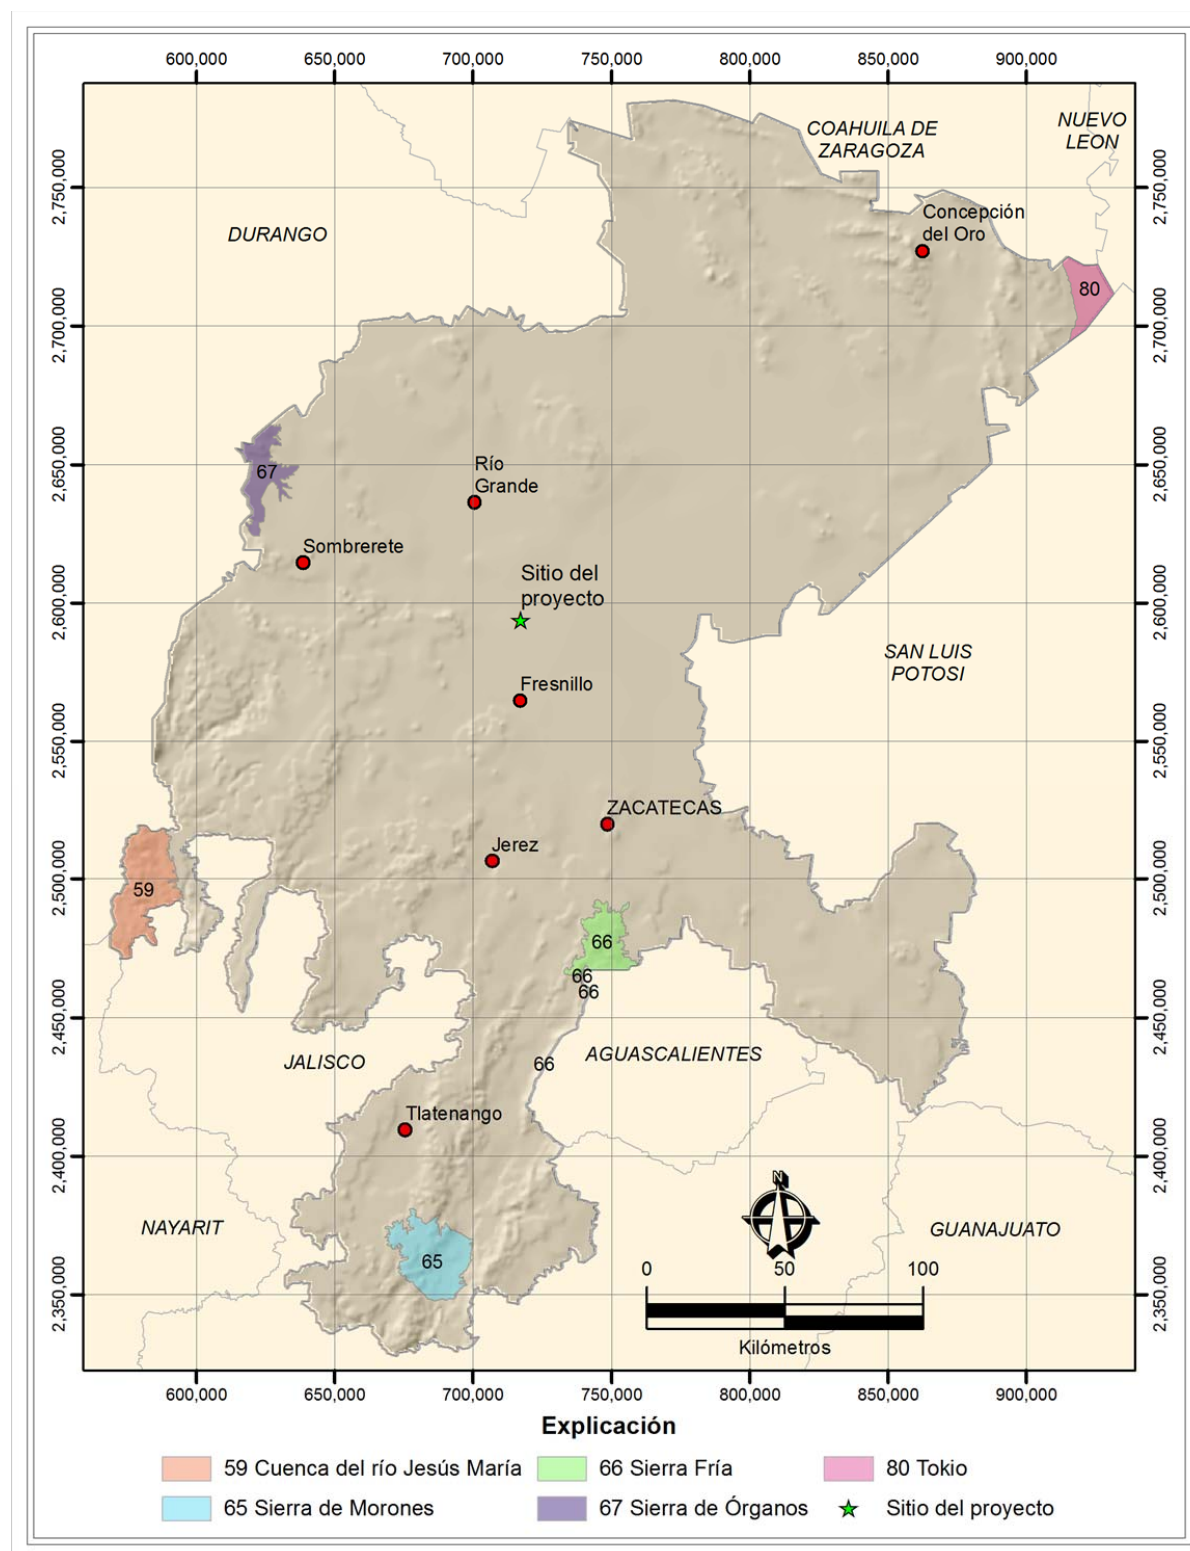 600,000 650,000 700,000 750,000 800,000 850,000 900,000
2,750,000
2,700,000
2,650,000
2,600,000
2,550,000
2,500,000
2,450,000
2,400,000
2,350,000
COAHUILA DE
ZARAGOZA
NUEVO
LEON
DURANGO
Concepción
del Oro
80
67
Río
Grande
Sombrerete
Sitio del
proyecto
SAN LUIS
POTOSI
Fresnillo
ZACATECAS
Jerez
59
66
66
66
66
JALISCO
AGUASCALIENTES
Tlatenango
NAYARIT
65
N
GUANAJUATO
0 50 100
Kilómetros
2,750,000
2,700,000
2,650,000
2,600,000
2,550,000
2,500,000
2,450,000
2,400,000
2,350,000
600,000 650,000 700,000 750,000 800,000 850,000 900,000
Explicación
59 Cuenca del río Jesús María 66 Sierra Fría 80 Tokio
65 Sierra de Morones 67 Sierra de Órganos Sitio del proyecto